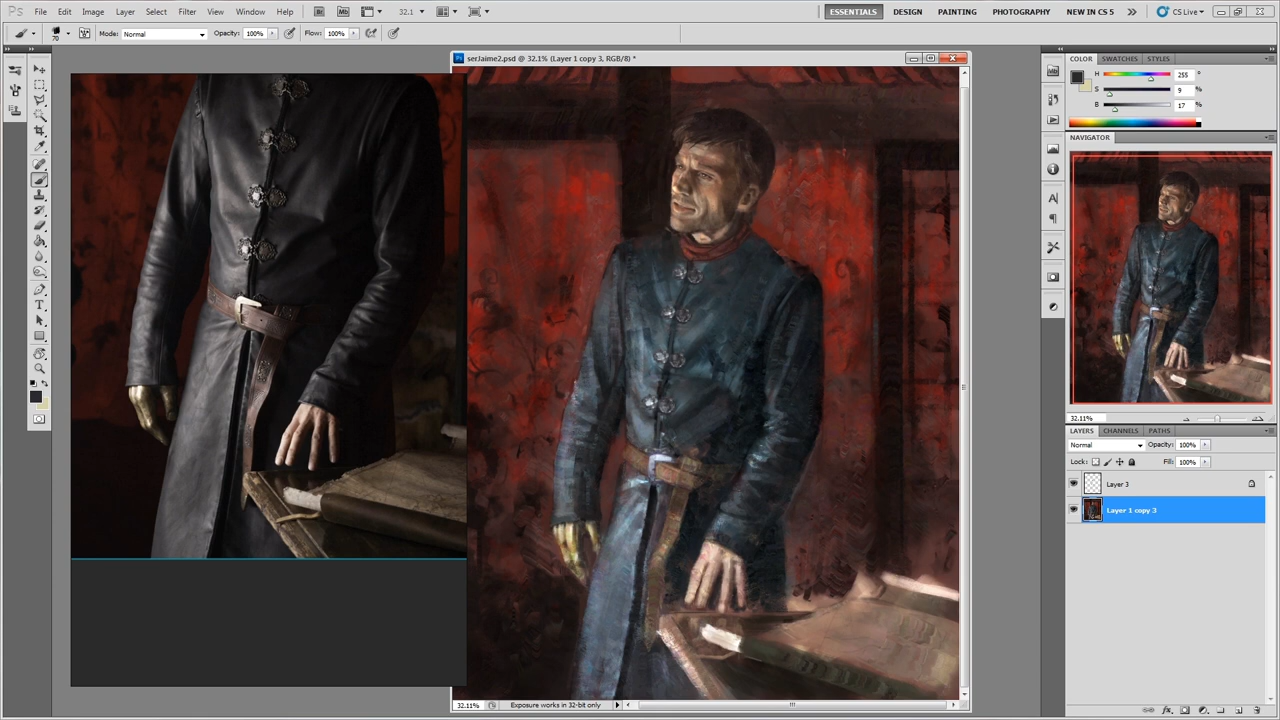 Ps File Edit Image Layer Select Filter View Window Help Mb 32.1 ESSENTIALS DESIGN PAINTING PHOTOGRAPHY NEW IN CS 5 CS Live
70 Mode: Normal Opacity: 100% Flow: 100%
serJaime2.psd @ 32.1% (Layer 1 copy 3, RGB/8) *
COLOR SWATCHES STYLES
H 255 °
S 9 %
B 17 %
NAVIGATOR
32.11%
LAYERS CHANNELS PATHS
Normal Opacity: 100%
Lock: Fill: 100%
Layer 3
Layer 1 copy 3
32.11% Exposure works in 32-bit only